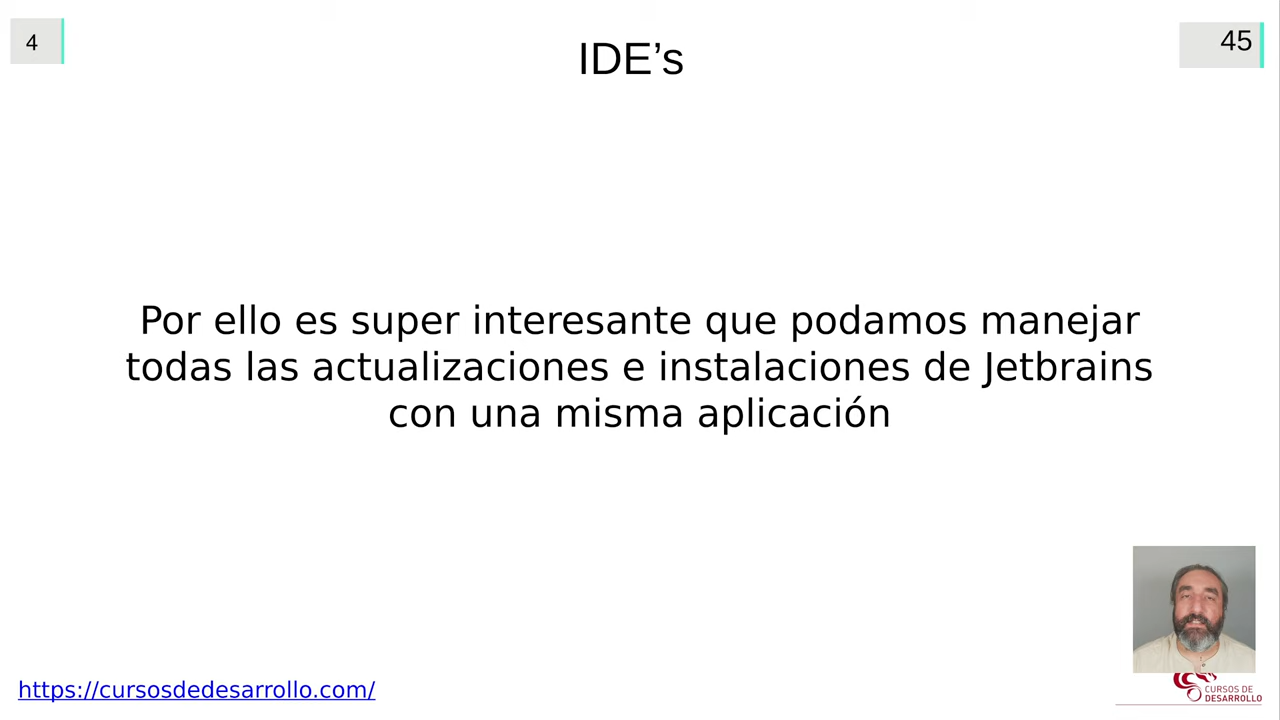 4
IDE’s
45
Por ello es super interesante que podamos manejar
todas las actualizaciones e instalaciones de Jetbrains
con una misma aplicación
https://cursosdedesarrollo.com/
CURSOS DE
DESARROLLO